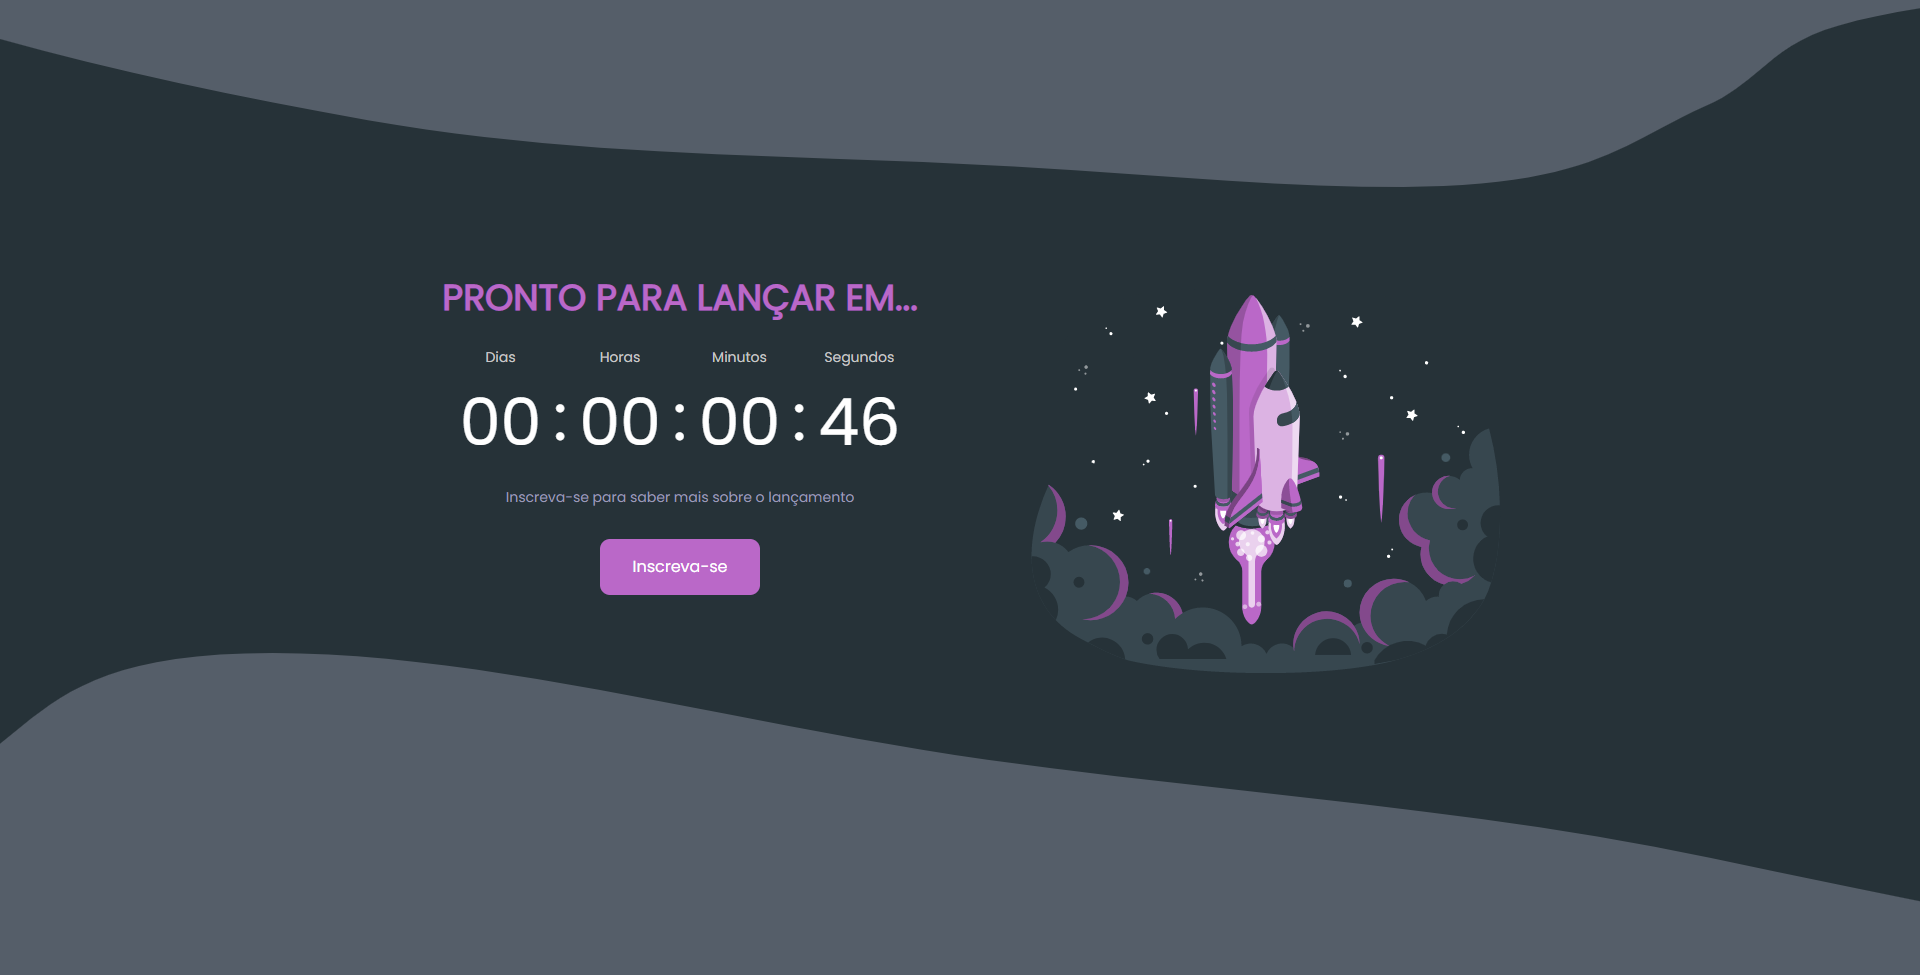 PRONTO PARA LANÇAR EM...
Dias Horas Minutos Segundos
00 : 00 : 00 : 46
Inscreva-se para saber mais sobre o lançamento
Inscreva-se